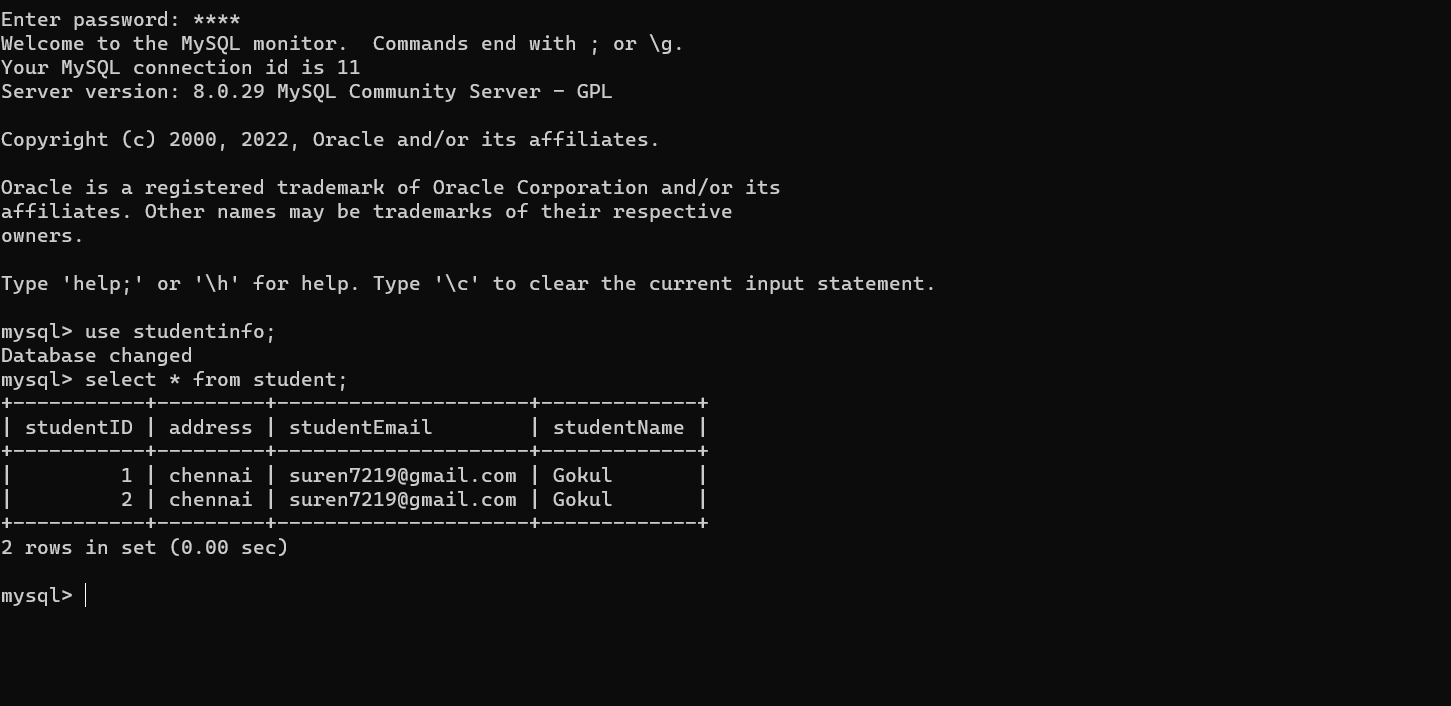 Enter password: ****
Welcome to the MySQL monitor.  Commands end with ; or \g.
Your MySQL connection id is 11
Server version: 8.0.29 MySQL Community Server - GPL

Copyright (c) 2000, 2022, Oracle and/or its affiliates.

Oracle is a registered trademark of Oracle Corporation and/or its
affiliates. Other names may be trademarks of their respective
owners.

Type 'help;' or '\h' for help. Type '\c' to clear the current input statement.

mysql> use studentinfo;
Database changed
mysql> select * from student;
+-----------+---------+---------------------+-------------+
| studentID | address | studentEmail        | studentName |
+-----------+---------+---------------------+-------------+
|         1 | chennai | suren7219@gmail.com | Gokul       |
|         2 | chennai | suren7219@gmail.com | Gokul       |
+-----------+---------+---------------------+-------------+
2 rows in set (0.00 sec)

mysql>